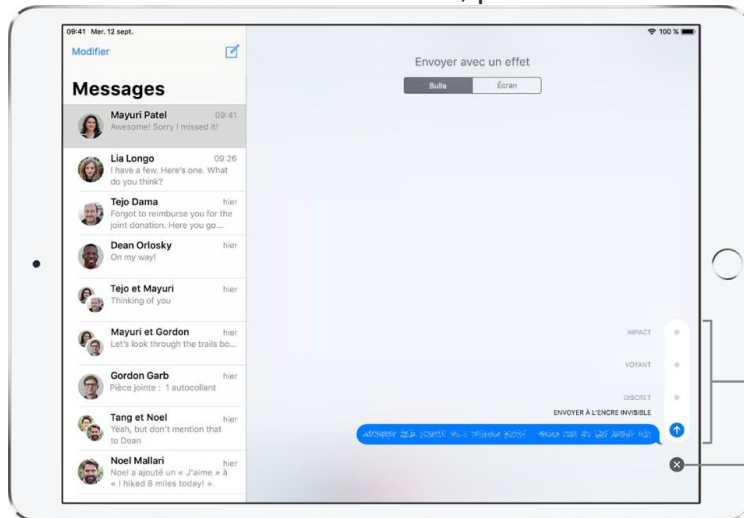 09:41 Mer. 12 sept.
100 %
Modifier
Messages
Mayuri Patel 09:41
Awesome! Sorry I missed it!
Lia Longo 09:26
I have a few. Here's one. What
do you think?
Tejo Dama hier
Forgot to reimburse you for the
joint donation. Here you go...
Dean Orlosky hier
On my way!
Tejo et Mayuri hier
Thinking of you
Mayuri et Gordon hier
Let's look through the trails bo...
Gordon Garb hier
Pièce jointe : 1 autocollant
Tang et Noel hier
Yeah, but don't mention that
to Dean
Noel Mallari hier
Noel a ajouté un « J'aime » à
« I hiked 8 miles today! ».
Envoyer avec un effet
Bulle Écran
IMPACT
VOYANT
DISCRET
ENVOYER À L'ENCRE INVISIBLE